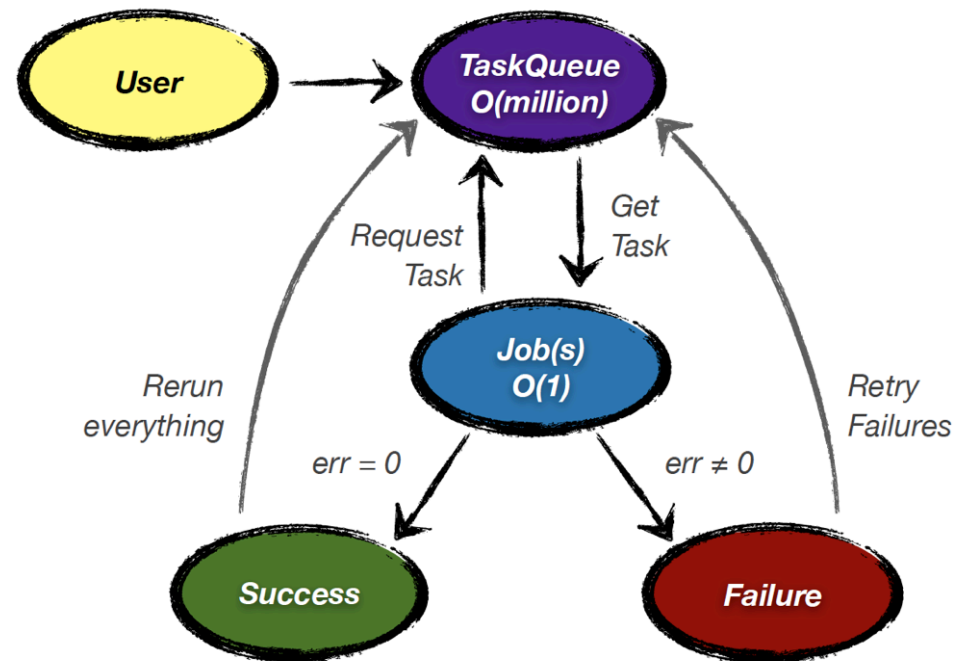 User
TaskQueue
O(million)
Request
Task
Get
Task
Job(s)
O(1)
Rerun
everything
Retry
Failures
err = 0
err ≠ 0
Success
Failure